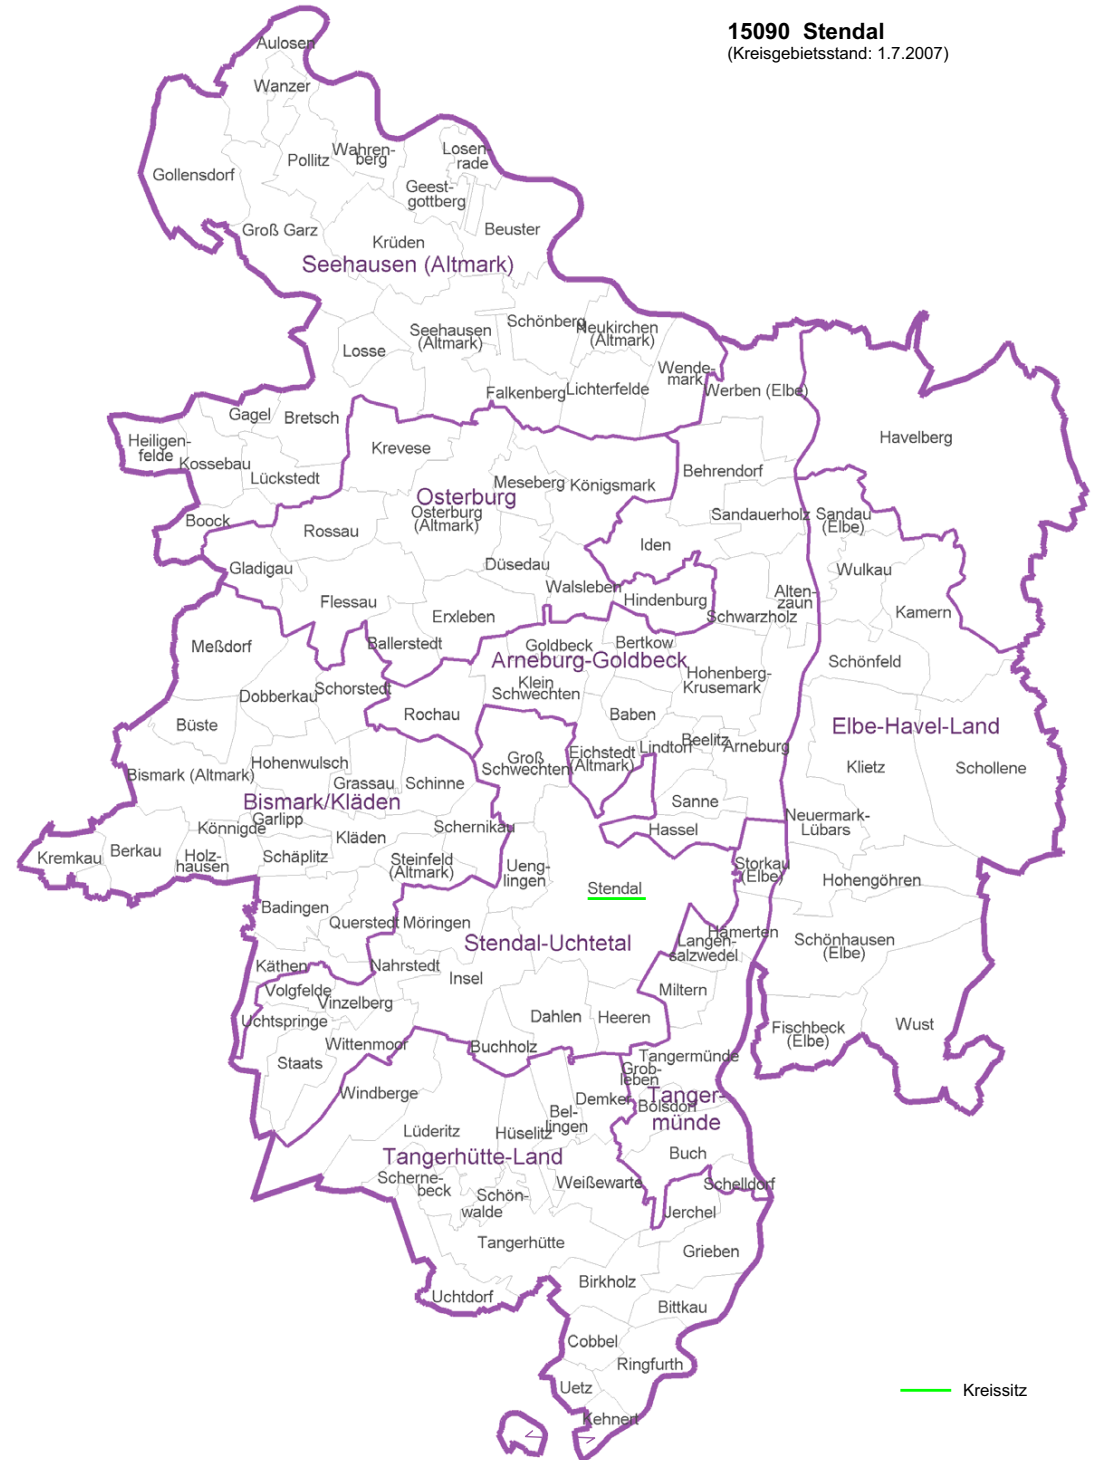 15090 Stendal
(Kreisgebietsstand: 1.7.2007)
Aulosen
Wanzer
Pollitz
Wahren-
berg
Losen-
rade
Gollensdorf
Geest-
gottberg
Groß Garz
Krüden
Beuster
Seehausen (Altmark)
Seehausen
(Altmark)
Schönberg
Neukirchen
(Altmark)
Losse
Wende-
mark
Falkenberg
Lichterfelde
Werben (Elbe)
Gagel
Bretsch
Heiligen-
felde
Kossebau
Lückstedt
Boock
Krevese
Havelberg
Behrendorf
Meseberg
Königsmark
Osterburg
Osterburg
(Altmark)
Rossau
Sandauerholz
Sandau
(Elbe)
Iden
Gladigau
Düsedau
Wulkau
Walsleben
Hindenburg
Alten-
zaun
Kamern
Flessau
Erxleben
Schwarzholz
Meßdorf
Ballerstedt
Goldbeck
Bertkow
Arneburg-Goldbeck
Schönfeld
Klein
Schwechten
Hohenberg-
Krusemark
Dobberkau
Schorstedt
Rochau
Baben
Büste
Elbe-Havel-Land
Beelitz
Lindtorf
Arneburg
Eichstedt
(Altmark)
Groß
Schwechten
Hohenwulsch
Bismark (Altmark)
Grassau
Schinne
Klietz
Schollene
Bismark/Kläden
Sanne
Garlipp
Könnigde
Kläden
Schernikau
Hassel
Neuermark-
Lübars
Kremkau
Berkau
Holz-
hausen
Schäplitz
Steinfeld
(Altmark)
Ueng-
lingen
Storkau
(Elbe)
Hohengöhren
Stendal
Badingen
Querstedt
Möringen
Stendal-Uchtetal
Hämerten
Langen-
salzwedel
Schönhausen
(Elbe)
Käthen
Nahrstedt
Insel
Volgfelde
Vinzelberg
Miltern
Uchtspringe
Dahlen
Heeren
Fischbeck
(Elbe)
Wust
Wittenmoor
Buchholz
Staats
Tangermünde
Grob-
leben
Windberge
Demker
Bölsdorf
Tanger-
münde
Bel-
lingen
Lüderitz
Hüselitz
Tangerhütte-Land
Buch
Scherne-
beck
Weißewarte
Schelldorf
Schön-
walde
Jerchel
Tangerhütte
Grieben
Birkholz
Uchtdorf
Bittkau
Cobbel
Ringfurth
Uetz
Kehnert
Kreissitz